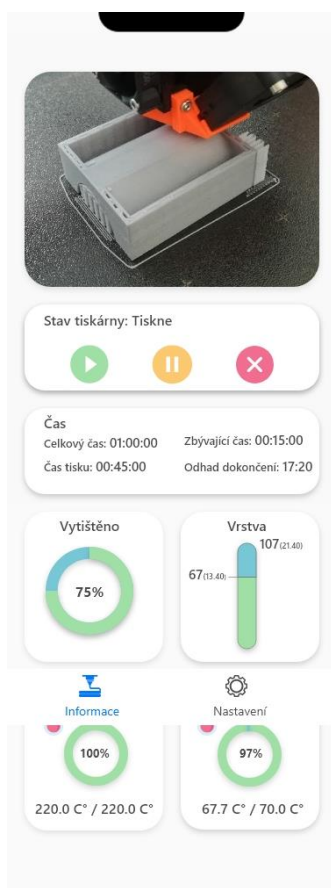 Stav tiskárny: Tiskne
Čas
Celkový čas: 01:00:00
Zbývající čas: 00:15:00
Čas tisku: 00:45:00
Odhad dokončení: 17:20
Vytištěno
75%
Vrstva
107(21.40)
67(13.40)
Informace
Nastavení
100%
97%
220.0 C° / 220.0 C°
67.7 C° / 70.0 C°